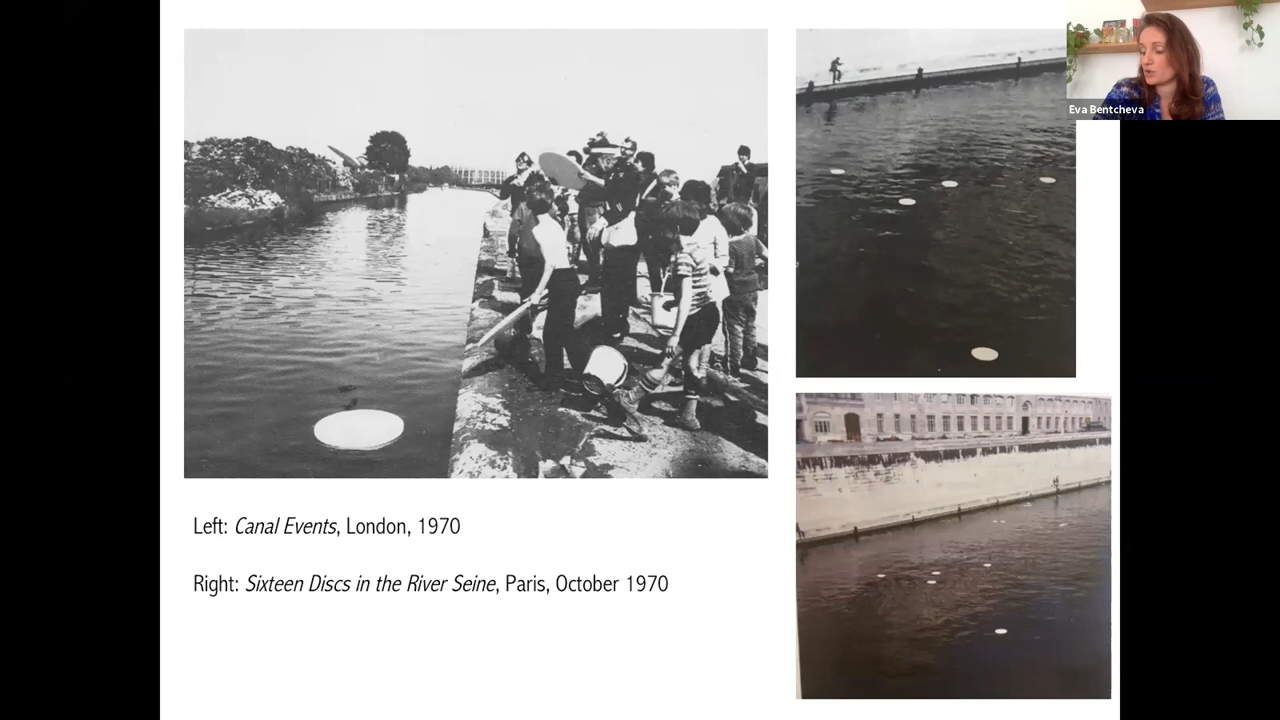 Eva Bentcheva
Left: Canal Events, London, 1970
Right: Sixteen Discs in the River Seine, Paris, October 1970